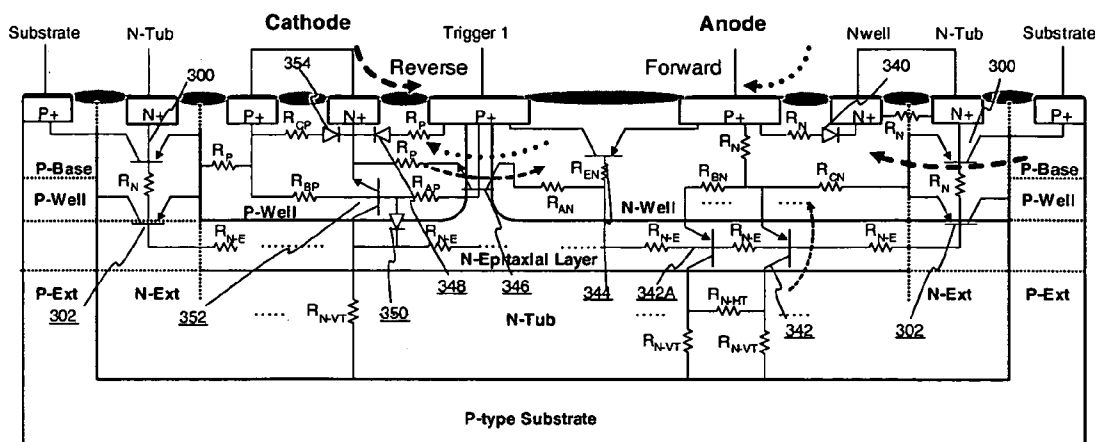 Cathode Anode
Substrate N-Tub Trigger 1 Nwell N-Tub Substrate
300 354 Reverse Forward 340 300
P+ N+ P+ N+ P+ P+ N+ N+ P+
R_CP R_P R_N R_N
P-Base R_P R_P R_N P-Base
R_N R_EN R_BN R_CN R_N
P-Well R_BP R_AP R_AN P-Well
P-Well N-Well
R_N-E R_N-E R_N-E R_N-E R_N-E
N-Epitaxial Layer
P-Ext N-Ext 348 346 344 342A N-Ext P-Ext
302 352 350 R_N-HT 342 302
R_N-VT N-Tub R_N-VT R_N-VT
P-type Substrate